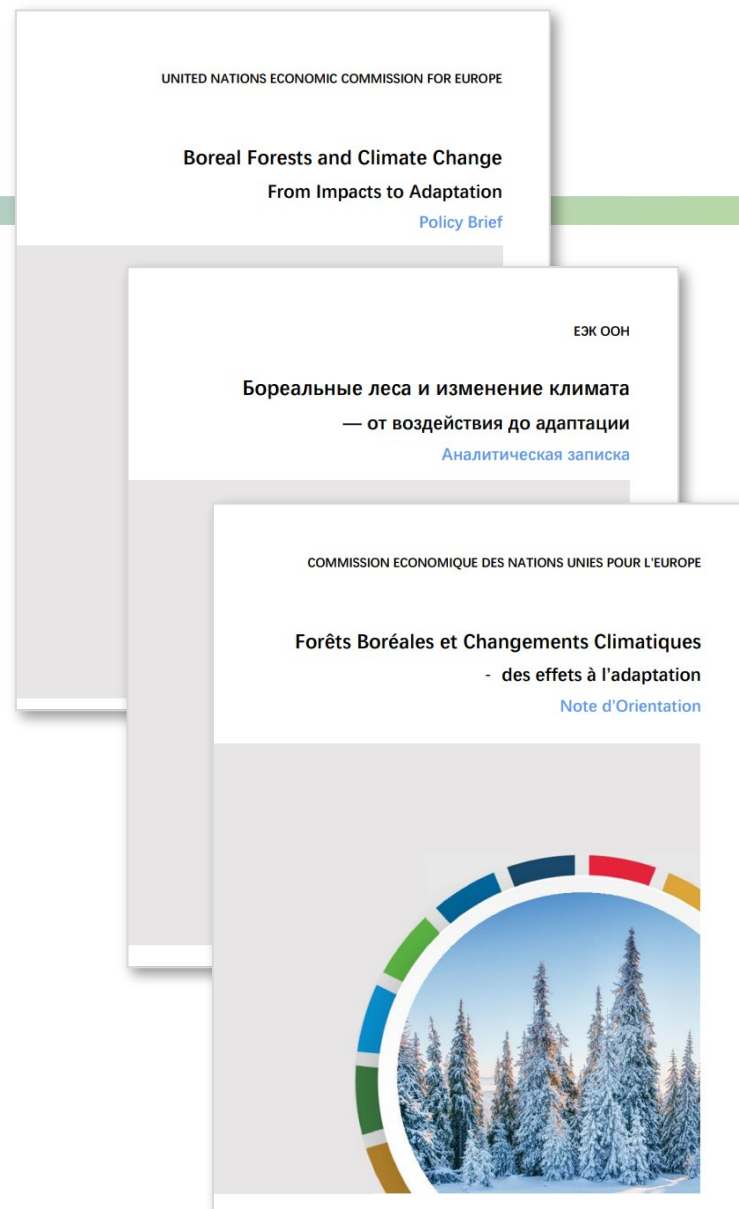 UNITED NATIONS ECONOMIC COMMISSION FOR EUROPE
Boreal Forests and Climate Change
From Impacts to Adaptation
Policy Brief
ЕЭК ООН
Бореальные леса и изменение климата
— от воздействия до адаптации
Аналитическая записка
COMMISSION ECONOMIQUE DES NATIONS UNIES POUR L'EUROPE
Forêts Boréales et Changements Climatiques
- des effets à l’adaptation
Note d’Orientation